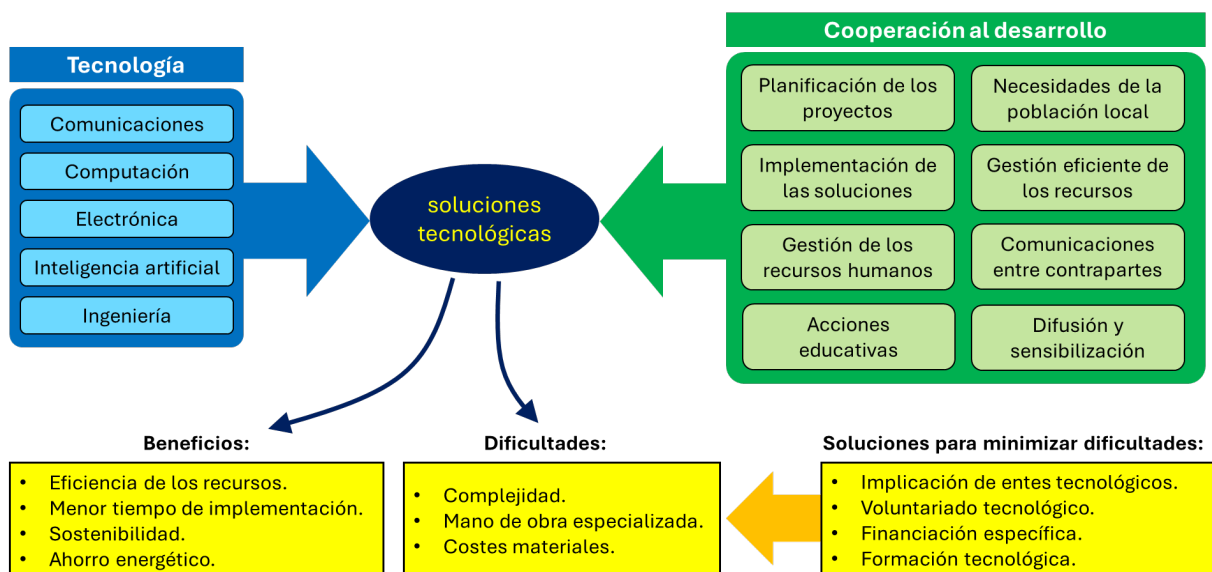 Tecnología
Comunicaciones
Computación
Electrónica
Inteligencia artificial
Ingeniería
soluciones
tecnológicas
Cooperación al desarrollo
Planificación de los
proyectos
Necesidades de la
población local
Implementación de
las soluciones
Gestión eficiente de
los recursos
Gestión de los
recursos humanos
Comunicaciones
entre contrapartes
Acciones
educativas
Difusión y
sensibilización
Beneficios:
• Eficiencia de los recursos.
• Menor tiempo de implementación.
• Sostenibilidad.
• Ahorro energético.
Dificultades:
• Complejidad.
• Mano de obra especializada.
• Costes materiales.
Soluciones para minimizar dificultades:
• Implicación de entes tecnológicos.
• Voluntariado tecnológico.
• Financiación específica.
• Formación tecnológica.